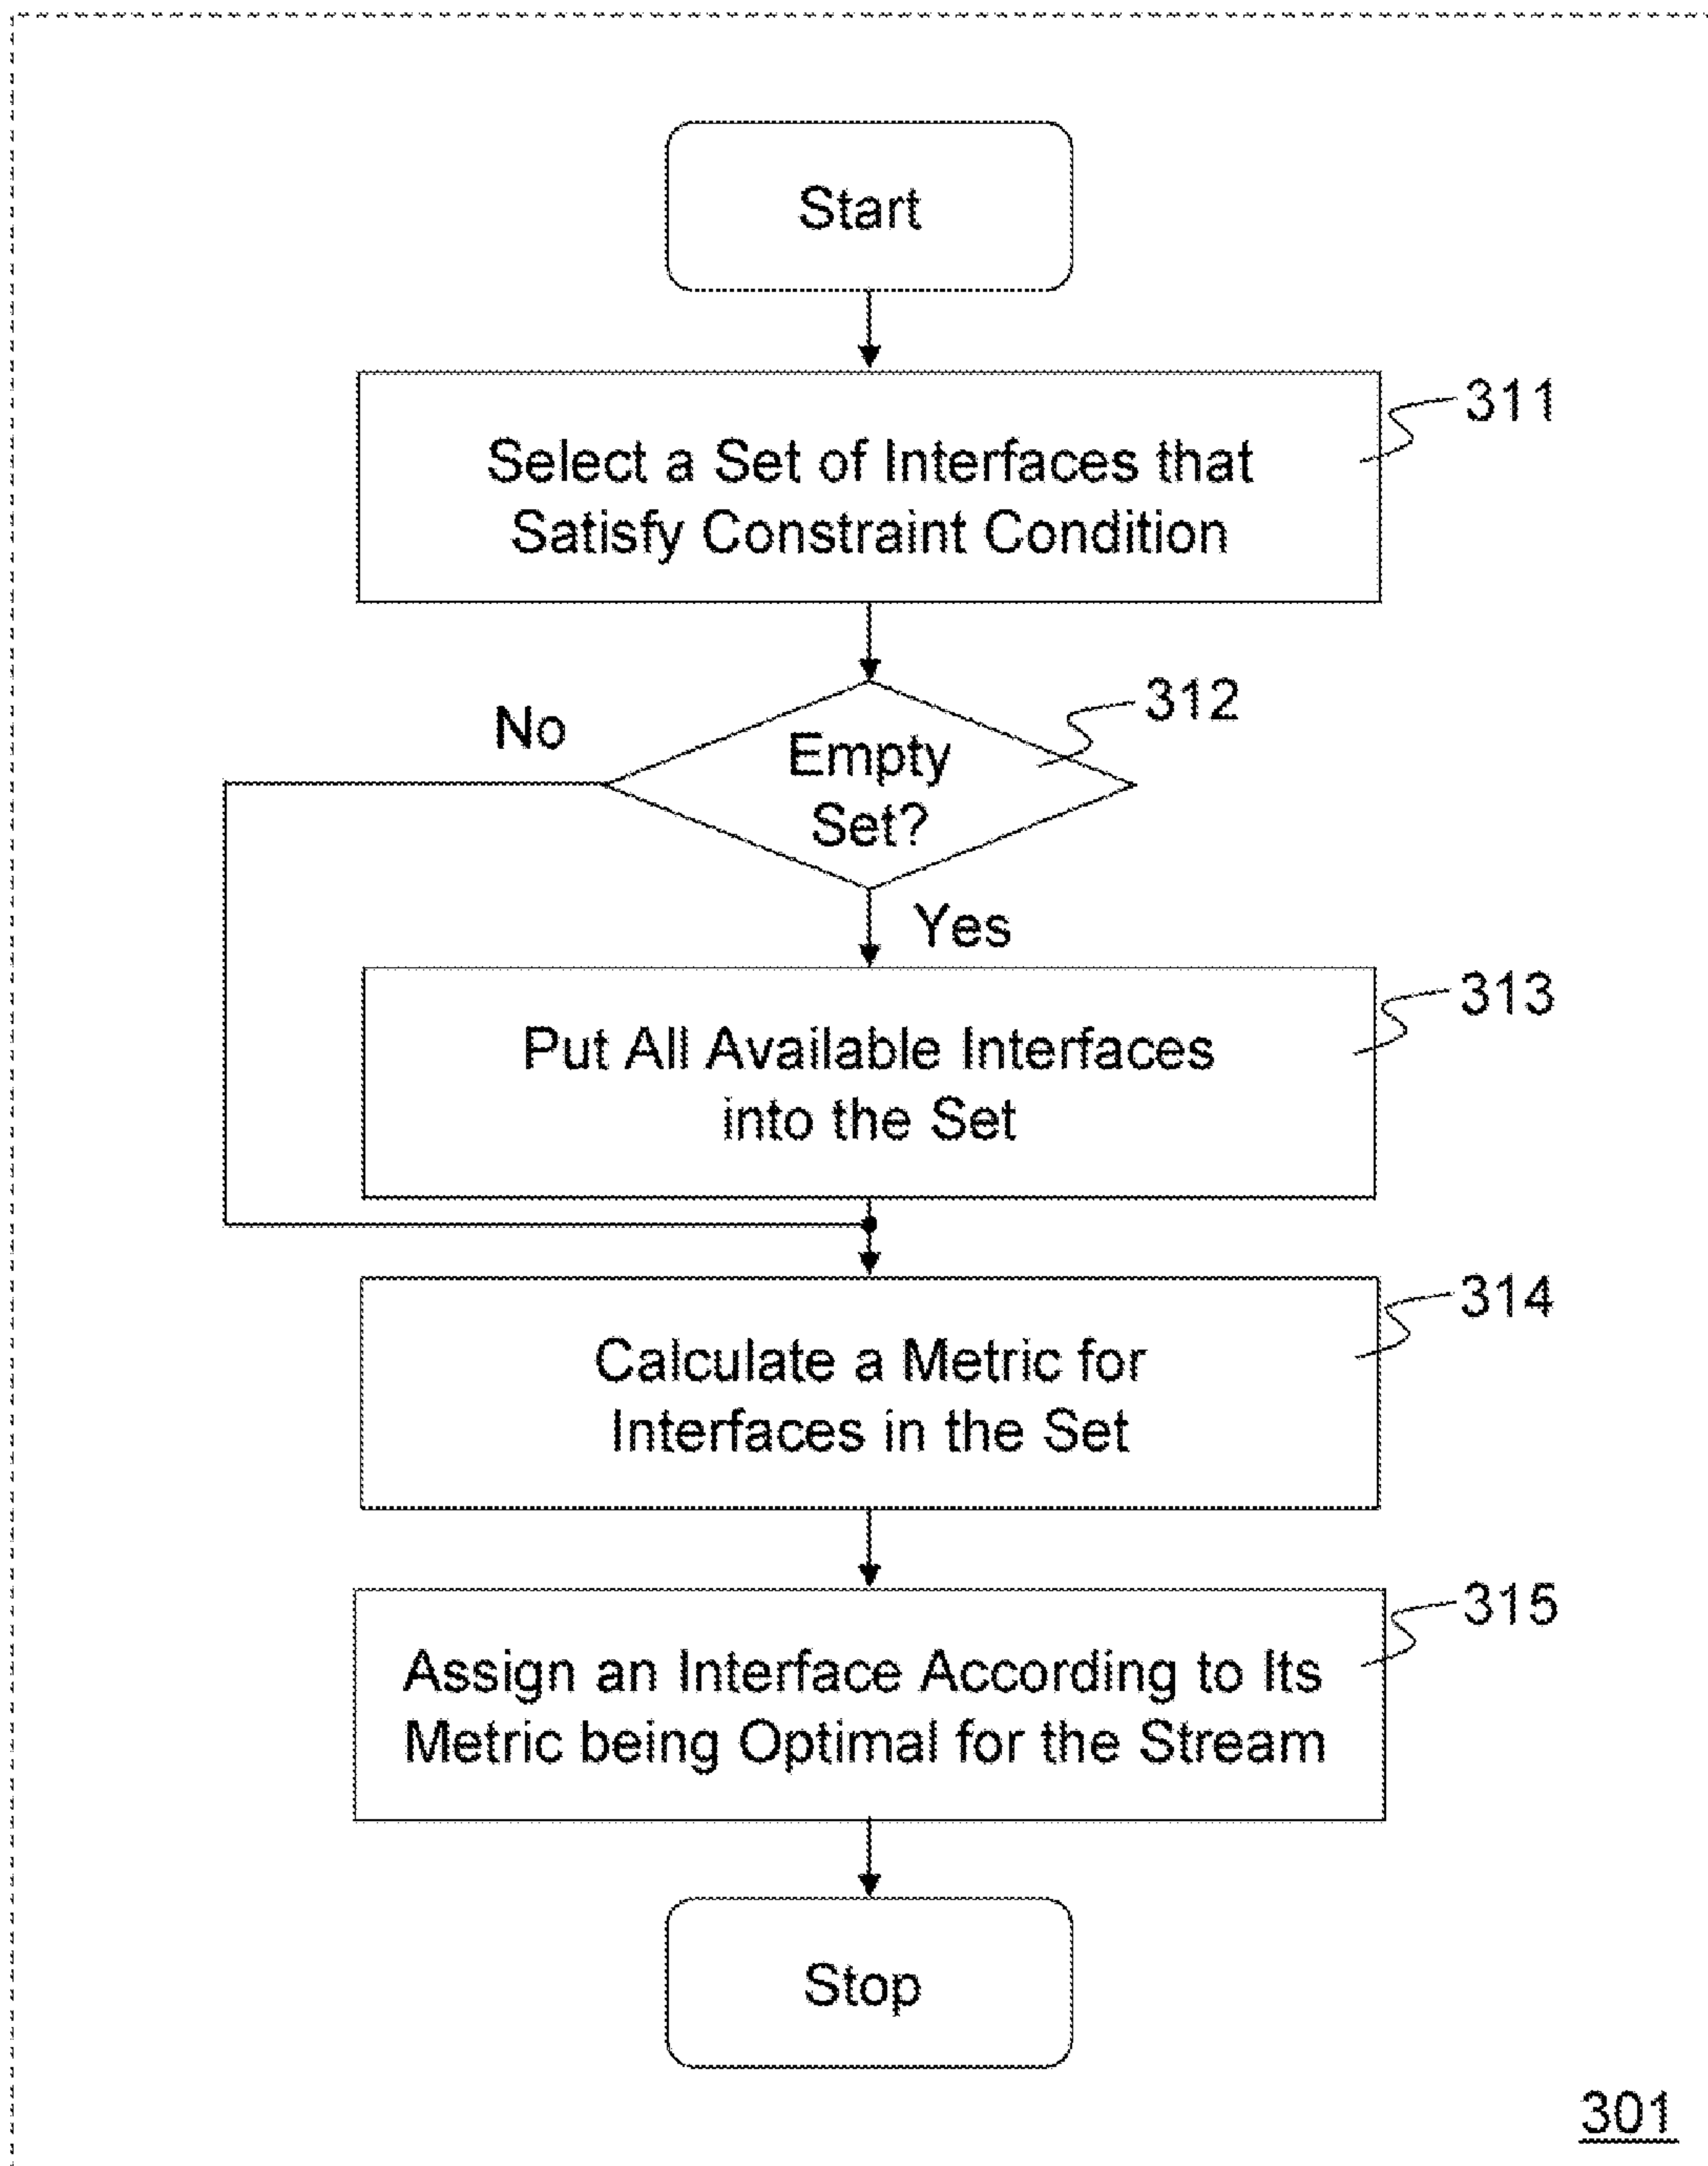 Start
311
Select a Set of Interfaces that
Satisfy Constraint Condition
312
No
Empty
Set?
Yes
313
Put All Available Interfaces
into the Set
314
Calculate a Metric for
Interfaces in the Set
315
Assign an Interface According to Its
Metric being Optimal for the Stream
Stop
301